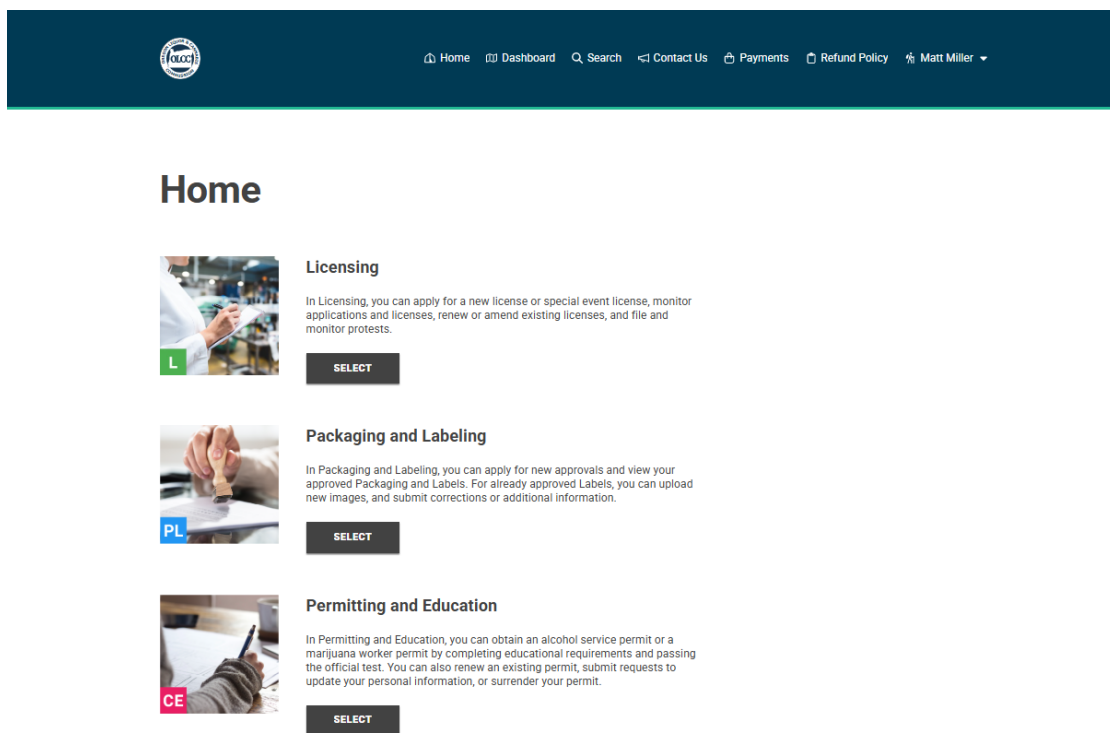 OREGON LIQUOR & CANNABIS
OLCC
COMMISSION
Home Dashboard Search Contact Us Payments Refund Policy Matt Miller
Home
Licensing
In Licensing, you can apply for a new license or special event license, monitor
applications and licenses, renew or amend existing licenses, and file and
monitor protests.
L
SELECT
Packaging and Labeling
In Packaging and Labeling, you can apply for new approvals and view your
approved Packaging and Labels. For already approved Labels, you can upload
new images, and submit corrections or additional information.
PL
SELECT
Permitting and Education
In Permitting and Education, you can obtain an alcohol service permit or a
marijuana worker permit by completing educational requirements and passing
the official test. You can also renew an existing permit, submit requests to
update your personal information, or surrender your permit.
CE
SELECT